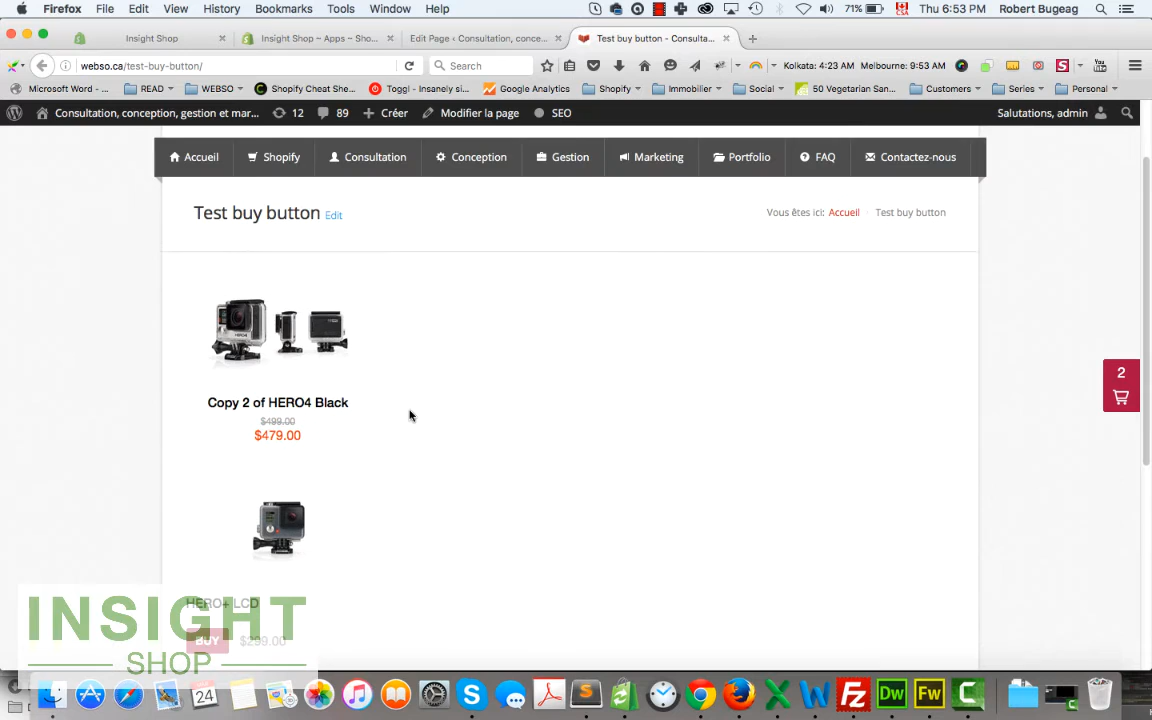 Firefox File Edit View History Bookmarks Tools Window Help 71% Thu 6:53 PM Robert Bugeag
Insight Shop
Insight Shop ~ Apps ~ Sho...
Edit Page ‹ Consultation, conce...
Test buy button - Consulta...
webso.ca/test-buy-button/
Search
Kolkata: 4:23 AM Melbourne: 9:53 AM
Microsoft Word - ... READ WEBSO Shopify Cheat She... Toggl - Insanely si... Google Analytics Shopify Immobilier Social 50 Vegetarian San... Customers Series Personal
Consultation, conception, gestion et mar... 12 89 Créer Modifier la page SEO Salutations, admin
Accueil Shopify Consultation Conception Gestion Marketing Portfolio FAQ Contactez-nous
Test buy button Edit
Vous êtes ici: Accueil Test buy button
HERO4
2
Copy 2 of HERO4 Black
$499.00
$479.00
HERO+ LCD
BUY $299.00
INSIGHT
SHOP
24
Dw
Fw